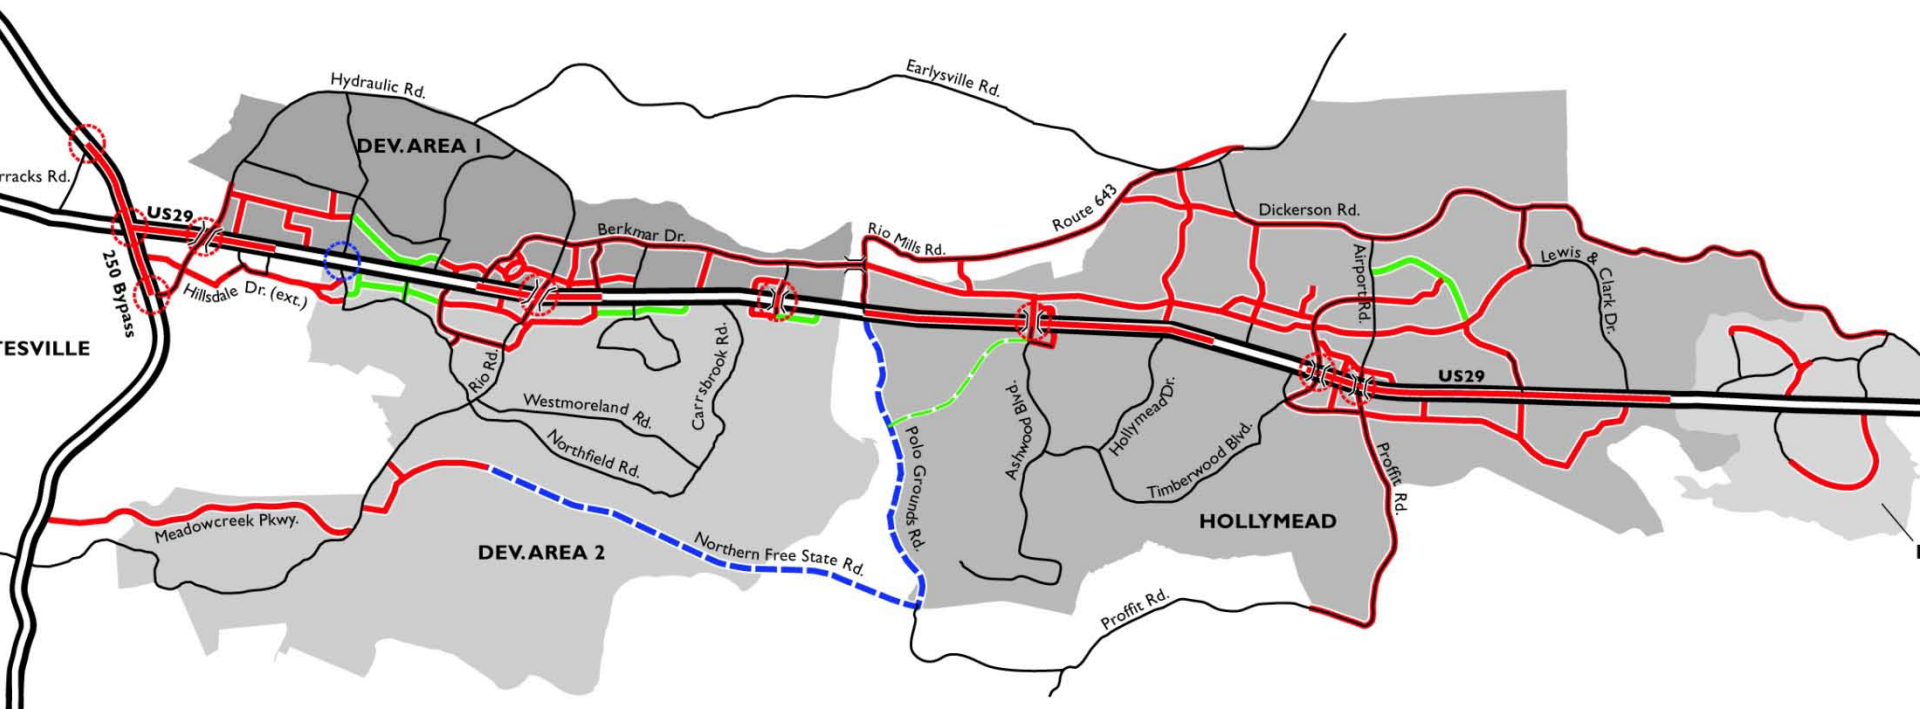 Earlysville Rd.
Hydraulic Rd.
DEV. AREA 1
rracks Rd.
Route 643
Dickerson Rd.
US29
Berkmar Dr.
Rio Mills Rd.
Airport Rd.
Lewis & Clark Dr.
250 Bypass
Hillsdale Dr. (ext.)
TESVILLE
Rio Rd.
Carrsbrook Rd.
US29
Westmoreland Rd.
Ashwood Blvd.
Hollymead Dr.
Northfield Rd.
Polo Grounds Rd.
Timberwood Blvd.
Proffit Rd.
Meadowcreek Pkwy.
HOLLYMEAD
DEV. AREA 2
Northern Free State Rd.
Proffit Rd.